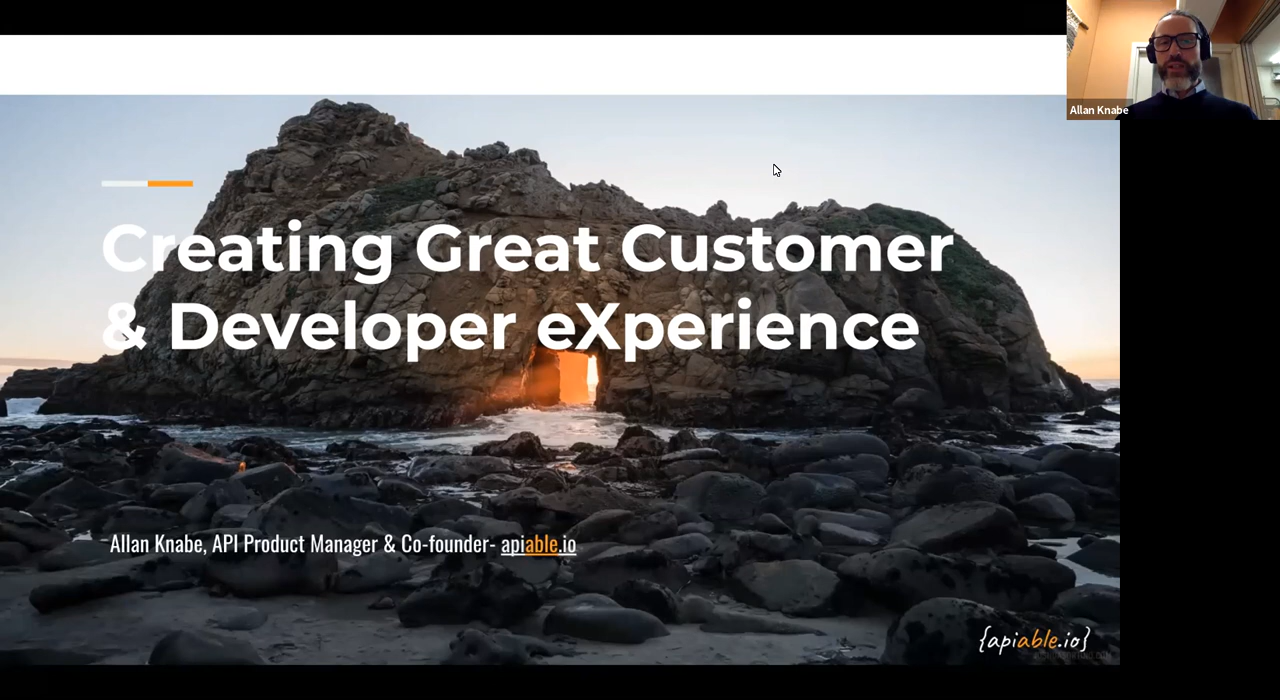 Allan Knabe
Creating Great Customer
& Developer eXperience
Allan Knabe, API Product Manager & Co-founder- apiable.io
{apiable.io}